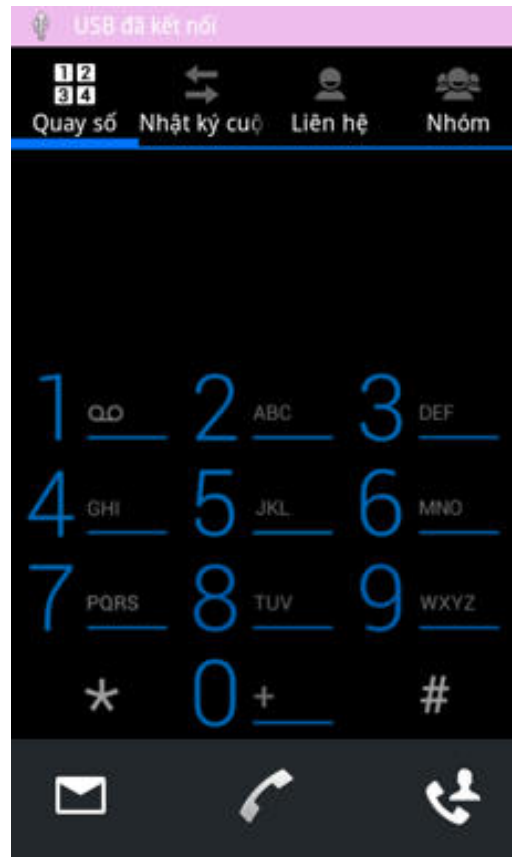 USB đã kết nối
1 2
3 4
Quay số Nhật ký cuộ Liên hệ Nhóm
1 2 ABC 3 DEF
4 GHI 5 JKL 6 MNO
7 PQRS 8 TUV 9 WXYZ
* 0 + #